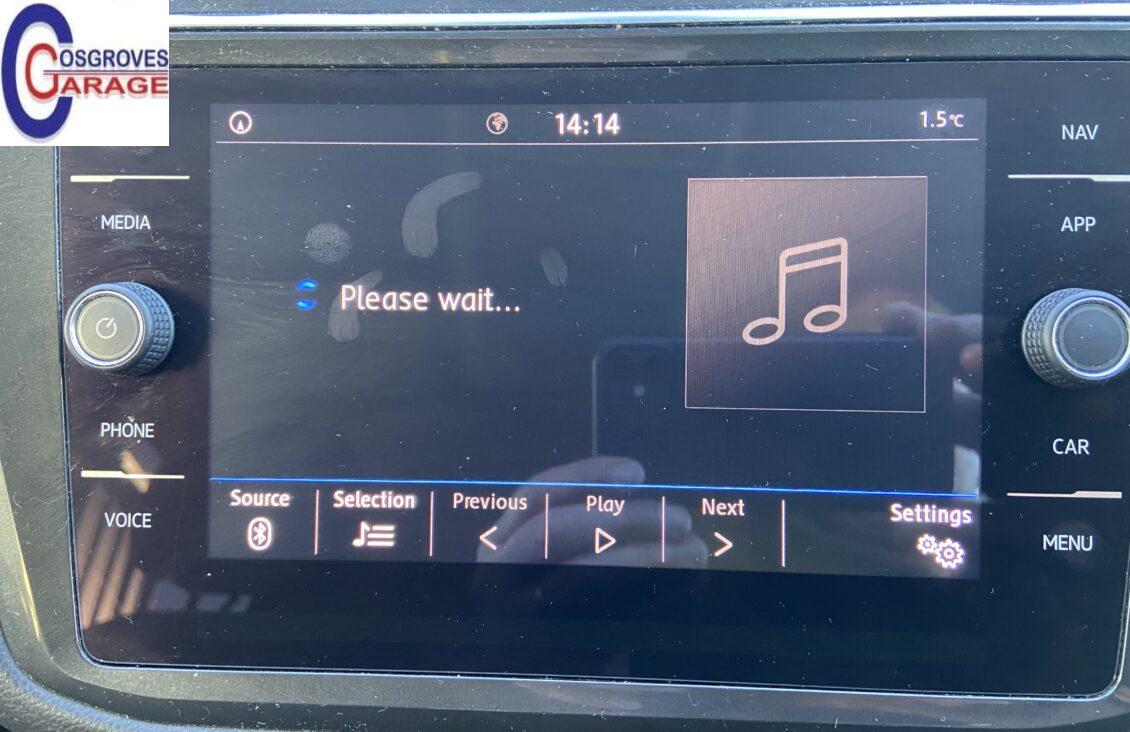 COSGROVES
GARAGE
14:14
1.5°C
NAV
MEDIA
APP
Please wait...
PHONE
CAR
VOICE
MENU
Source
Selection
Previous
Play
Next
Settings